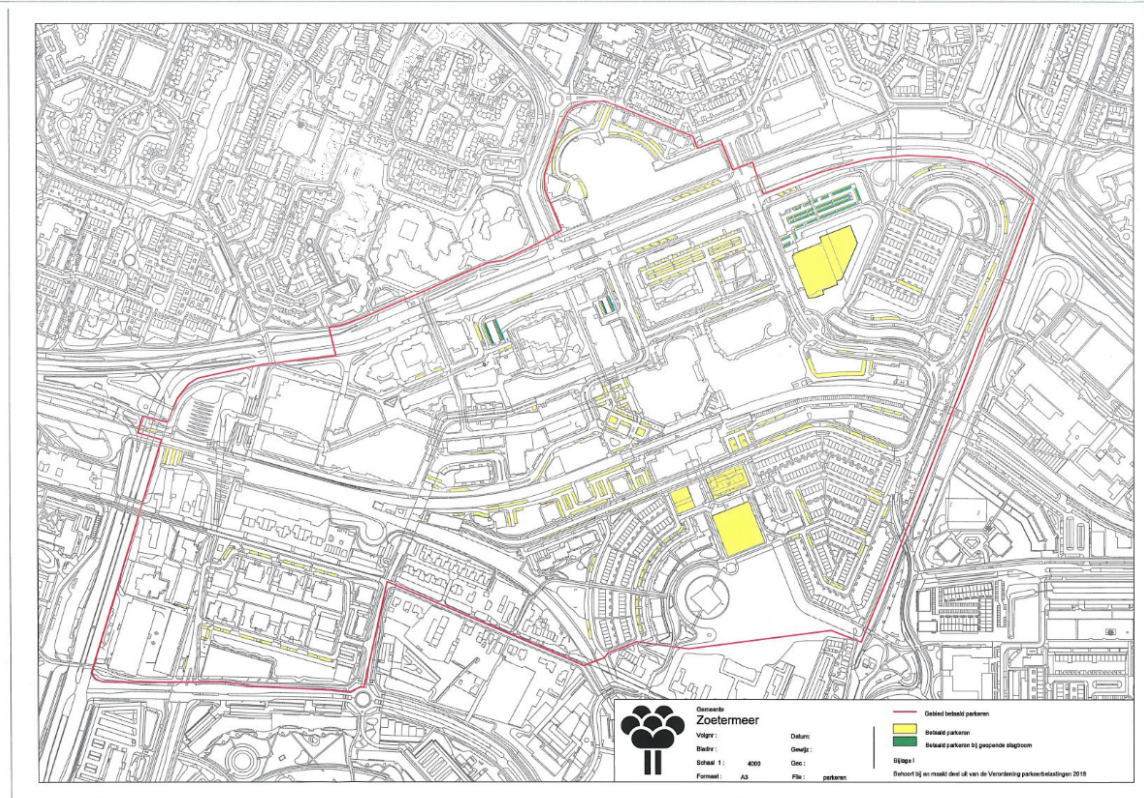 Gemeente
Zoetermeer
Volgnr :
Datum:
Bladnr :
Gewijz :
Schaal 1 : 4000
Gec :
Formaat : A3
File : parkeren
Gebied betaald parkeren
Betaald parkeren
Betaald parkeren bij geopende slagboom
Bijlage I
Behoort bij en maakt deel uit van de Verordening parkeerbelastingen 2018